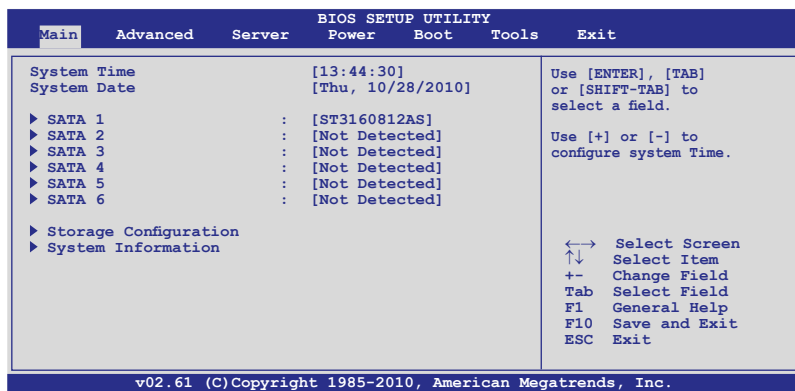 BIOS SETUP UTILITY
Main Advanced Server Power Boot Tools Exit
System Time [13:44:30]
System Date [Thu, 10/28/2010]
SATA 1 : [ST3160812AS]
SATA 2 : [Not Detected]
SATA 3 : [Not Detected]
SATA 4 : [Not Detected]
SATA 5 : [Not Detected]
SATA 6 : [Not Detected]
Storage Configuration
System Information
Use [ENTER], [TAB]
or [SHIFT-TAB] to
select a field.
Use [+] or [-] to
configure system Time.
←→ Select Screen
↑↓ Select Item
+- Change Field
Tab Select Field
F1 General Help
F10 Save and Exit
ESC Exit
v02.61 (C)Copyright 1985-2010, American Megatrends, Inc.